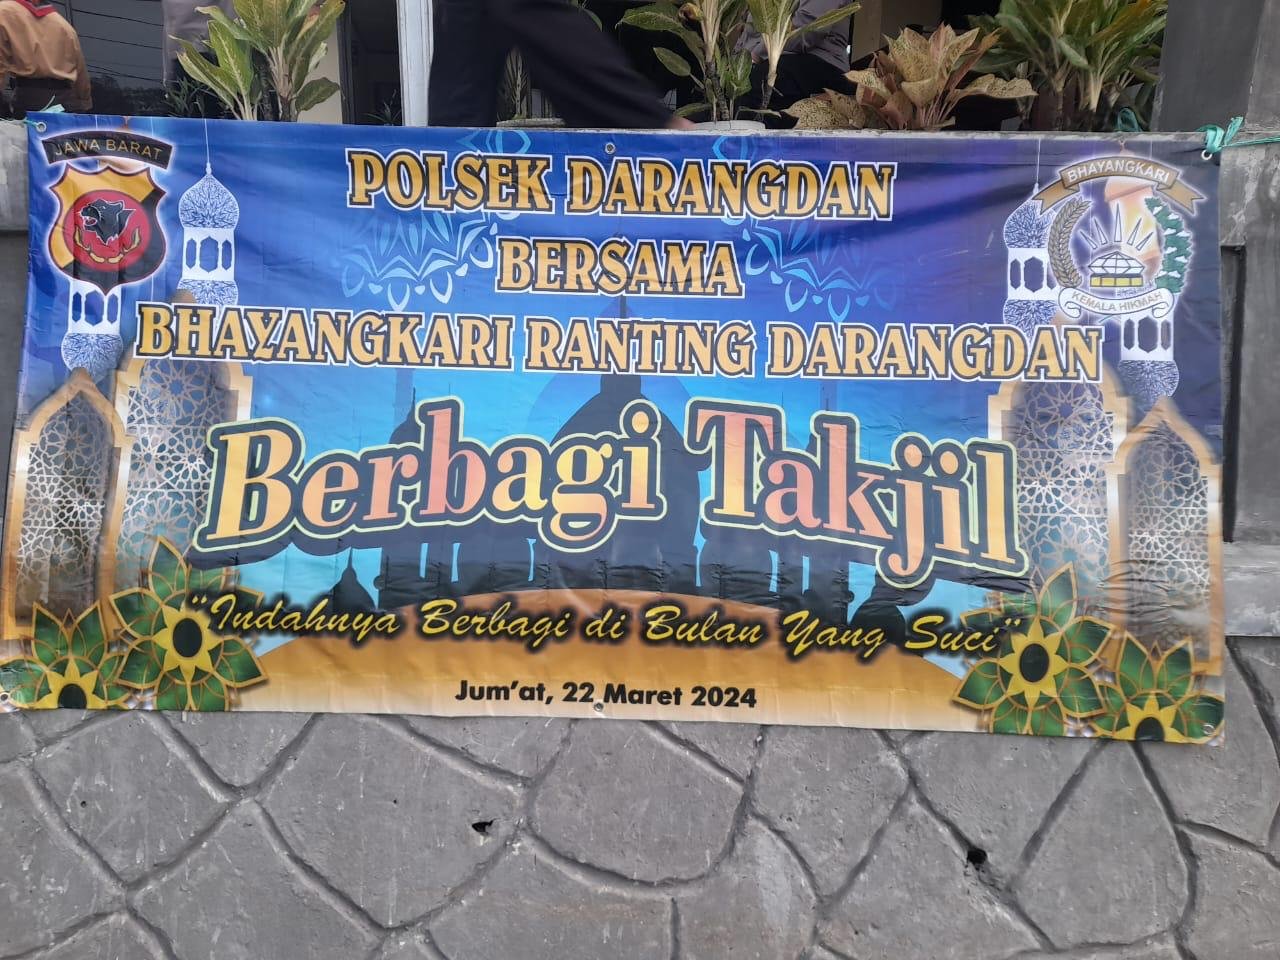 JAWA BARAT
BHAYANGKARI
KEMALA HIKMAH
POLSEK DARANGDAN
BERSAMA
BHAYANGKARI RANTING DARANGDAN
Berbagi Takjil
"Indahnya Berbagi di Bulan Yang Suci"
Jum'at, 22 Maret 2024